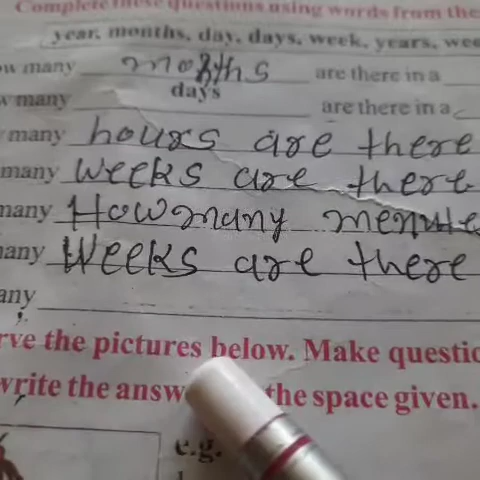 Complete these questions using words from the
year, months, day, days, week, years, wee
ow many months are there in a
days
w many are there in a
many hours are there
many weeks are there
many How many menute
any Weeks are there
any
rve the pictures below. Make questio
write the answ the space given.
e.g.